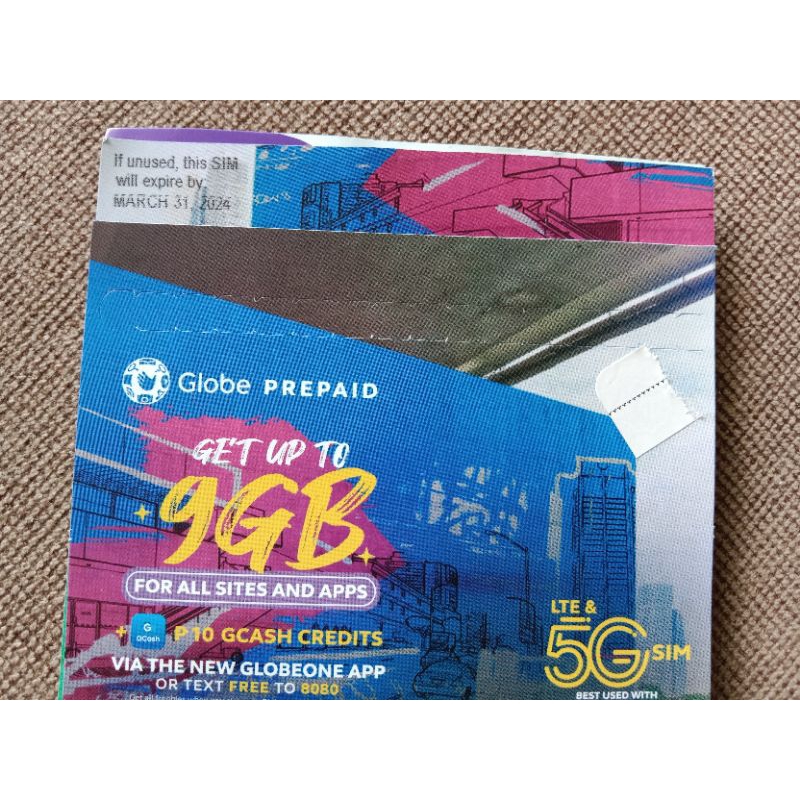 If unused, this SIM
will expire by:
MARCH 31, 2024
Globe PREPAID
GET UP TO
9GB
FOR ALL SITES AND APPS
+ G GCash P10 GCASH CREDITS
VIA THE NEW GLOBEONE APP
OR TEXT FREE TO 8080
LTE &
5G SIM
BEST USED WITH